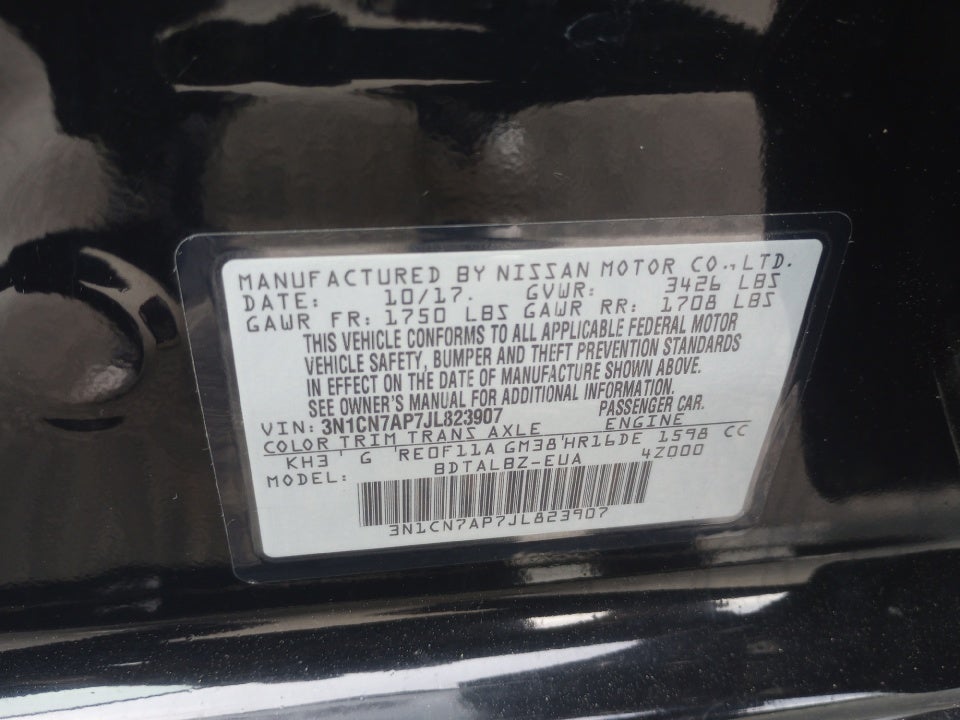 MANUFACTURED BY NISSAN MOTOR CO., LTD.
DATE: 10/17. GVWR: 3426 LBS
GAWR FR: 1750 LBS GAWR RR: 1708 LBS
THIS VEHICLE CONFORMS TO ALL APPLICABLE FEDERAL MOTOR
VEHICLE SAFETY, BUMPER AND THEFT PREVENTION STANDARDS
IN EFFECT ON THE DATE OF MANUFACTURE SHOWN ABOVE.
SEE OWNER'S MANUAL FOR ADDITIONAL INFORMATION.
VIN: 3N1CN7AP7JL823907 PASSENGER CAR.
COLOR TRIM TRANS AXLE ENGINE
KH3 ' G 'RE0F11A GM38'HR16DE 1598 CC
MODEL: BDTALBZ-EUA 4Z000
3N1CN7AP7JL823907